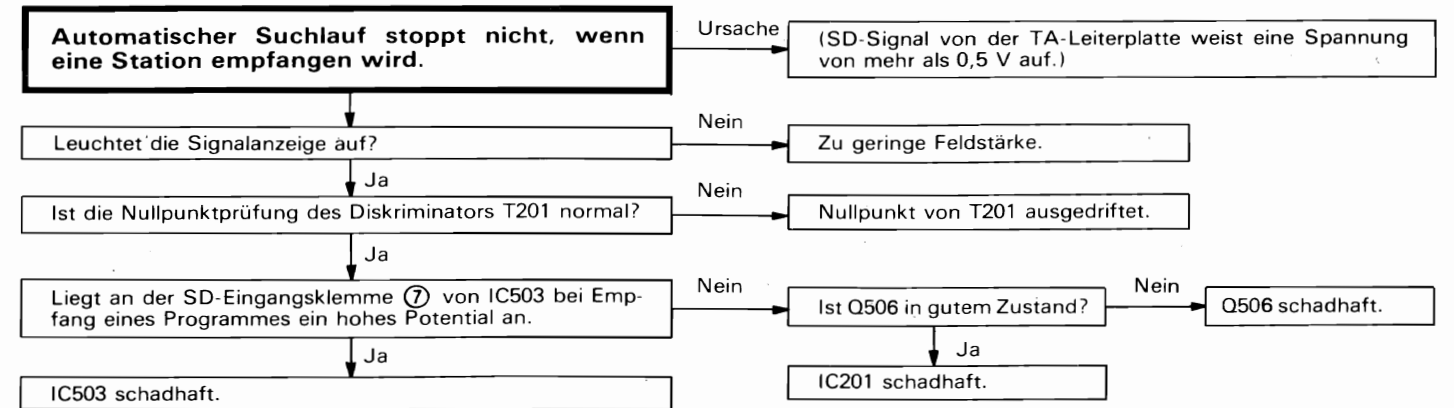 Automatischer Suchlauf stoppt nicht, wenn
eine Station empfangen wird.
Ursache
(SD-Signal von der TA-Leiterplatte weist eine Spannung
von mehr als 0,5 V auf.)
Leuchtet die Signalanzeige auf?
Nein
Zu geringe Feldstärke.
Ja
Ist die Nullpunktprüfung des Diskriminators T201 normal?
Nein
Nullpunkt von T201 ausgedriftet.
Ja
Liegt an der SD-Eingangsklemme ⑦ von IC503 bei Emp-
fang eines Programmes ein hohes Potential an.
Nein
Ist Q506 in gutem Zustand?
Nein
Q506 schadhaft.
Ja
IC503 schadhaft.
Ja
IC201 schadhaft.